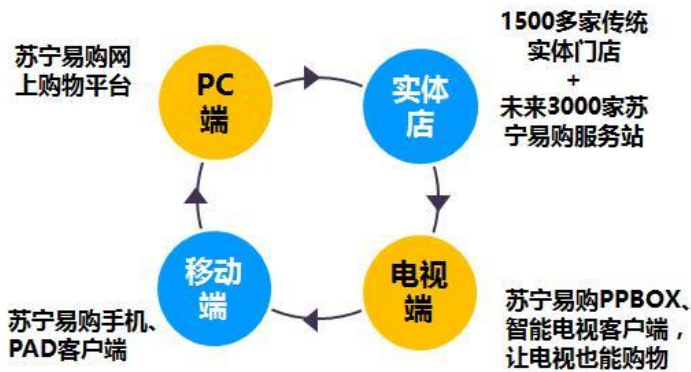 苏宁易购网
上购物平台
PC
端
实体
店
1500多家传统
实体门店
+
未来3000家苏
宁易购服务站
移动
端
苏宁易购手机、
PAD客户端
电视
端
苏宁易购PPBOX、
智能电视客户端，
让电视也能购物